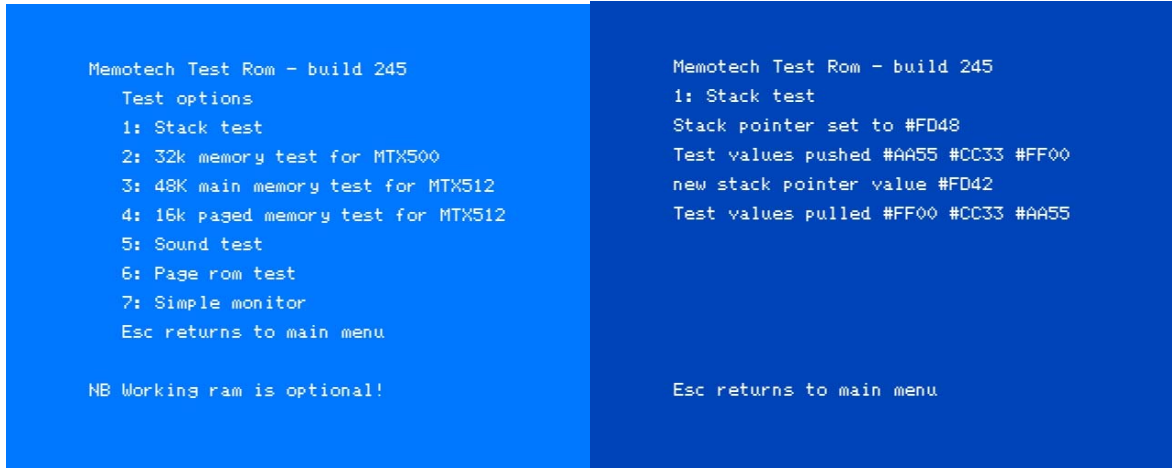 Memotech Test Rom - build 245
Test options
1: Stack test
2: 32k memory test for MTX500
3: 48K main memory test for MTX512
4: 16k paged memory test for MTX512
5: Sound test
6: Page rom test
7: Simple monitor
Esc returns to main menu
NB Working ram is optional!
Memotech Test Rom - build 245
1: Stack test
Stack pointer set to #FD48
Test values pushed #AA55 #CC33 #FF00
new stack pointer value #FD42
Test values pulled #FF00 #CC33 #AA55
Esc returns to main menu